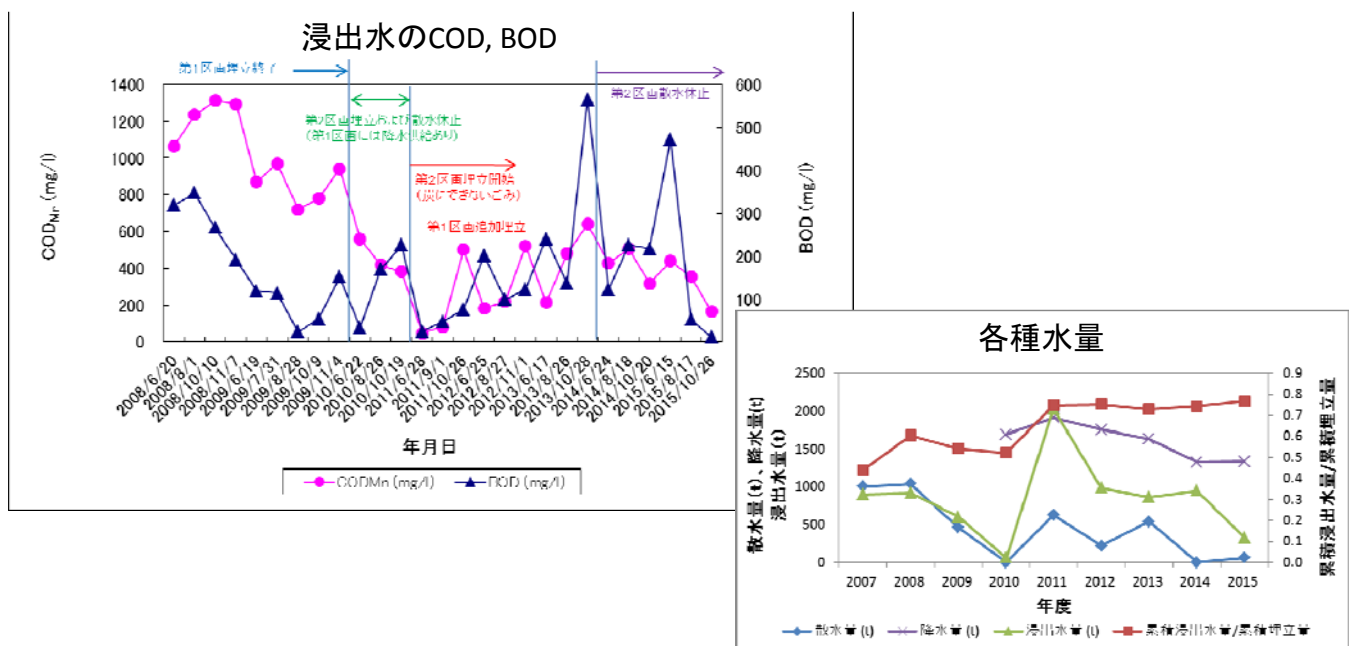 浸出水のCOD, BOD
第1区画埋立終了
第2区画散水休止
第2区画埋立および散水休止
(第1区画には降水供給あり)
第2区画埋立開始
(炭にできないごみ)
第1区画追加埋立
COD (mg/l)
1400
1200
1000
800
600
400
200
0
BOD (mg/l)
600
500
400
300
200
100
2008/6/20
2008/8/1
2008/10/10
2008/11/7
2009/6/19
2009/7/31
2009/8/28
2009/10/9
2009/11/4
2010/6/22
2010/8/26
2010/10/19
2011/6/28
2011/9/1
2011/10/26
2012/6/25
2012/8/27
2012/11/1
2013/6/17
2013/8/26
2013/10/28
2014/6/24
2014/8/18
2014/10/20
2015/6/15
2015/8/17
2015/10/26
年月日
CODMn (mg/l)
BOD (mg/l)
各種水量
散水量(t)、降水量(t)
浸出水量(t)
2500
2000
1500
1000
500
0
累積浸出水量/累積埋立量
0.9
0.8
0.7
0.6
0.5
0.4
0.3
0.2
0.1
0.0
2007 2008 2009 2010 2011 2012 2013 2014 2015
年度
散水量(t) 降水量(t) 浸出水量(t) 累積浸出水量/累積埋立量